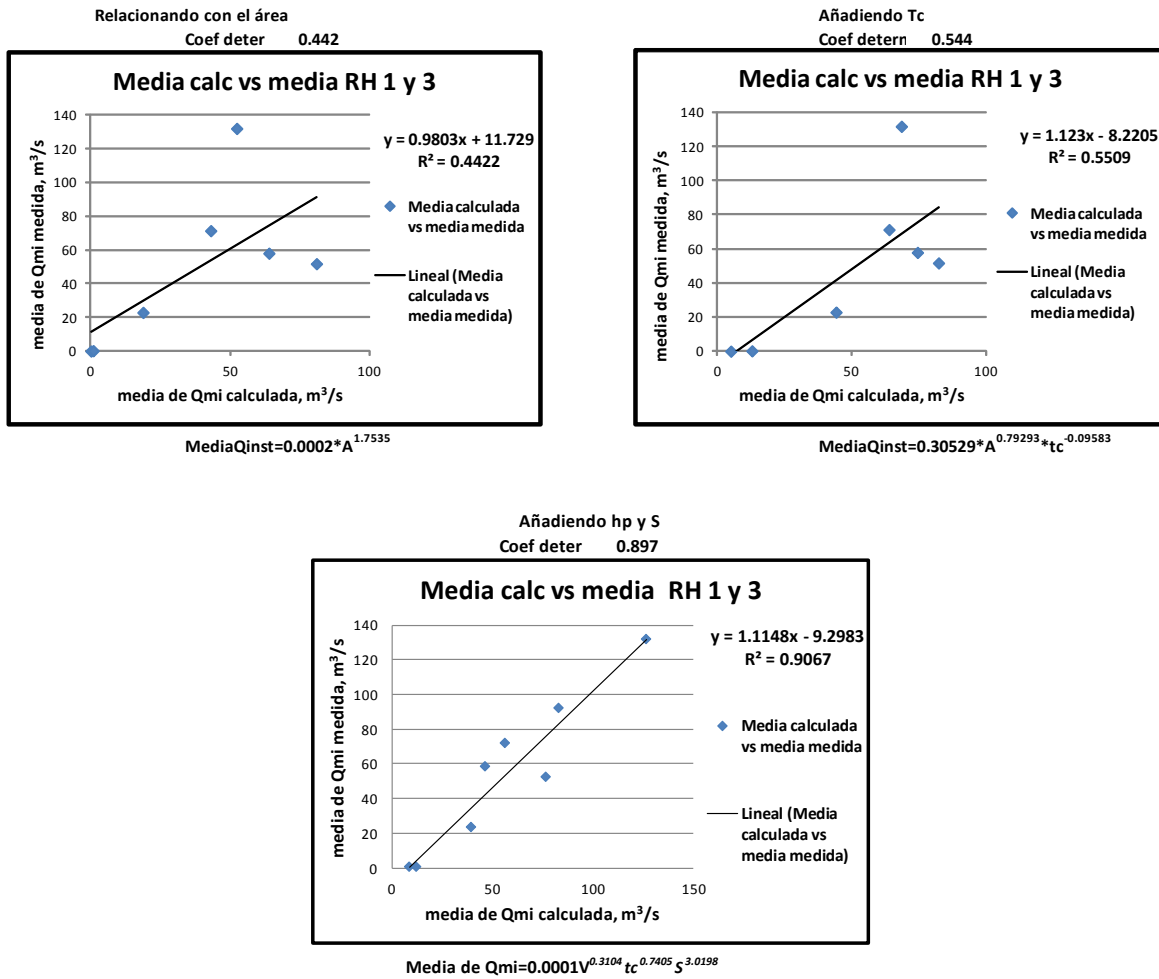 Relacionando con el área
Coef deter 0.442
Media calc vs media RH 1 y 3
media de Qmi medida, m³/s
140
120
100
80
60
40
20
0
0 50 100
media de Qmi calculada, m³/s
y = 0.9803x + 11.729
R² = 0.4422
Media calculada
vs media medida
Lineal (Media
calculada vs
media medida)
MediaQinst=0.0002*A^1.7535
Añadiendo Tc
Coef detern 0.544
Media calc vs media RH 1 y 3
media de Qmi medida, m³/s
140
120
100
80
60
40
20
0
0 50 100
media de Qmi calculada, m³/s
y = 1.123x - 8.2205
R² = 0.5509
Media calculada
vs media medida
Lineal (Media
calculada vs
media medida)
MediaQinst=0.30529*A^0.79293*tc^-0.09583
Añadiendo hp y S
Coef deter 0.897
Media calc vs media RH 1 y 3
media de Qmi medida, m³/s
140
120
100
80
60
40
20
0
0 50 100 150
media de Qmi calculada, m³/s
y = 1.1148x - 9.2983
R² = 0.9067
Media calculada
vs media medida
Lineal (Media
calculada vs
media medida)
Media de Qmi=0.0001V^0.3104 tc^0.7405 S^3.0198